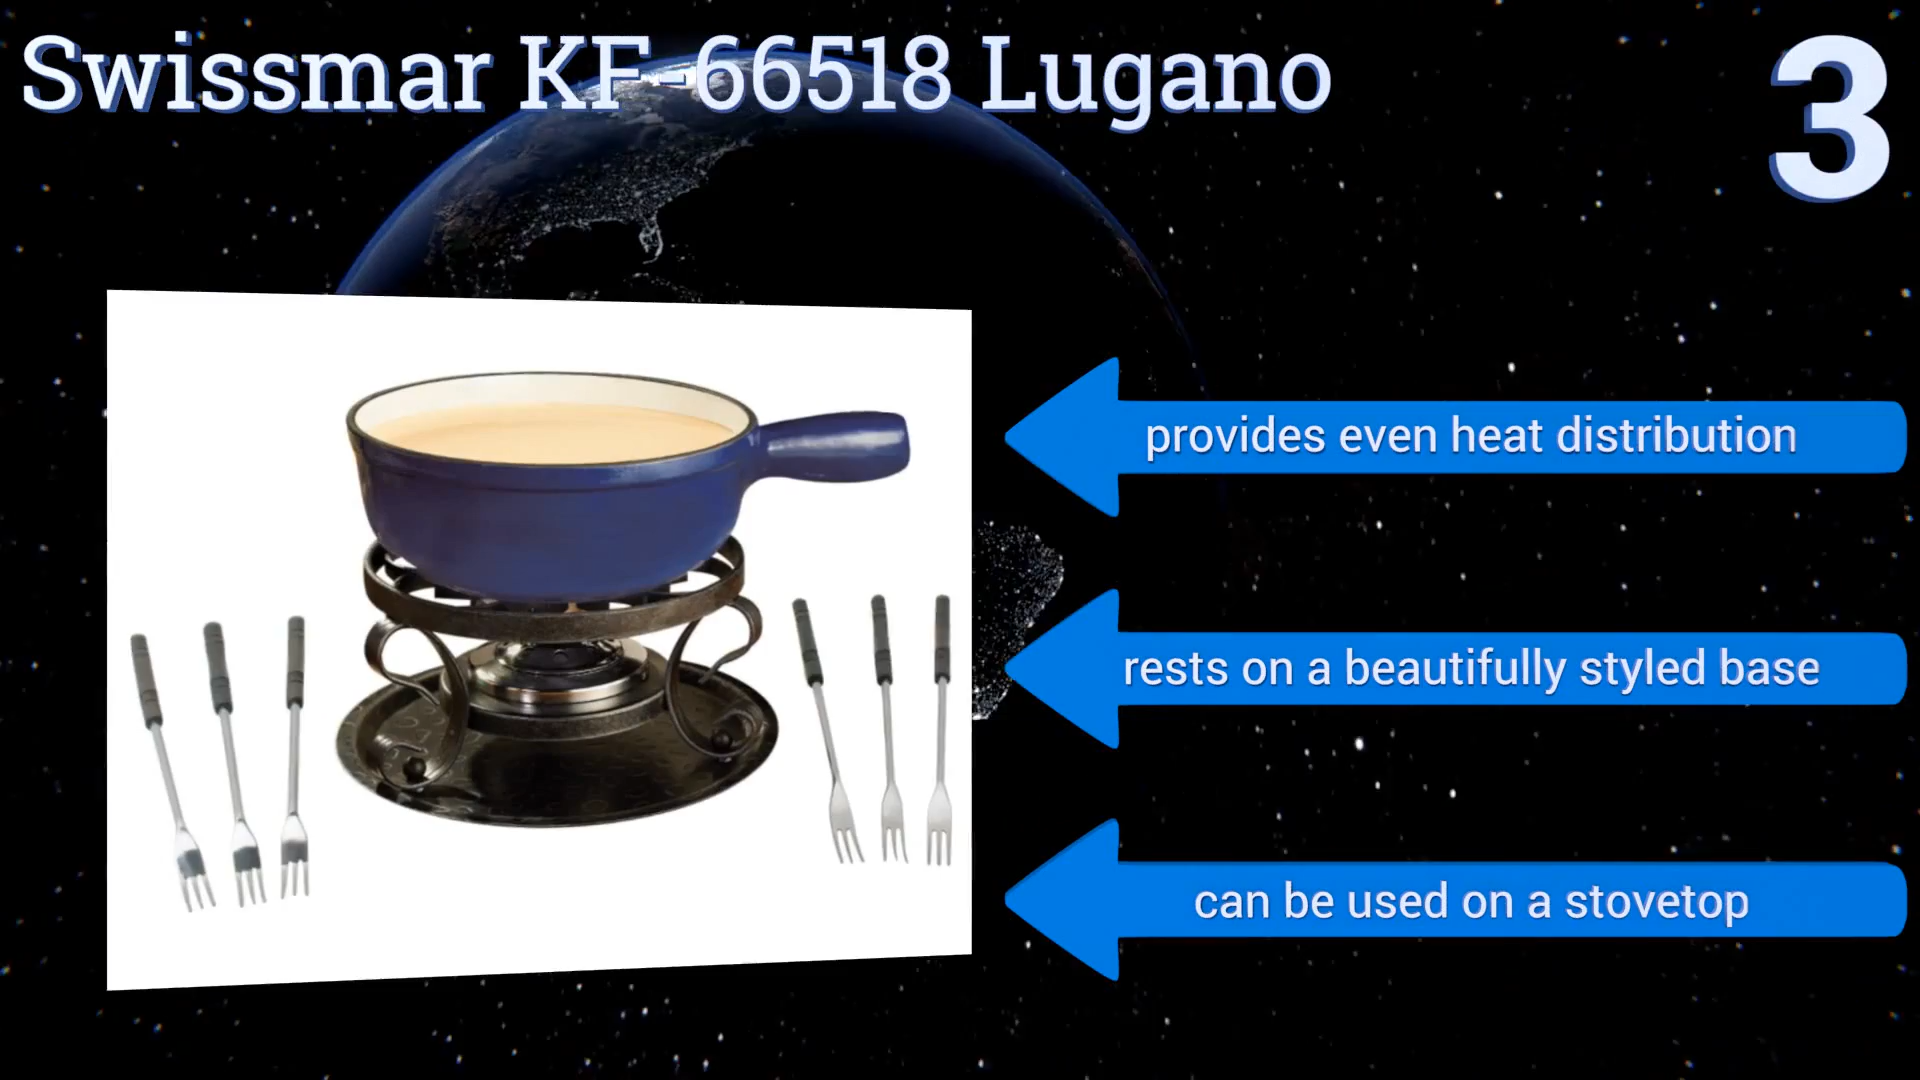 Swissmar KF-66518 Lugano
3
provides even heat distribution
rests on a beautifully styled base
can be used on a stovetop